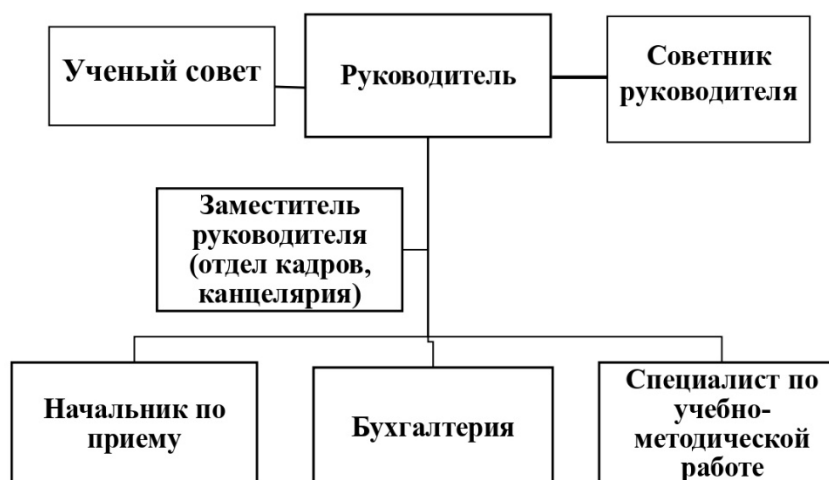 Ученый совет
Руководитель
Советник
руководителя
Заместитель
руководителя
(отдел кадров,
канцелярия)
Начальник по
приему
Бухгалтерия
Специалист по
учебно-
методической
работе